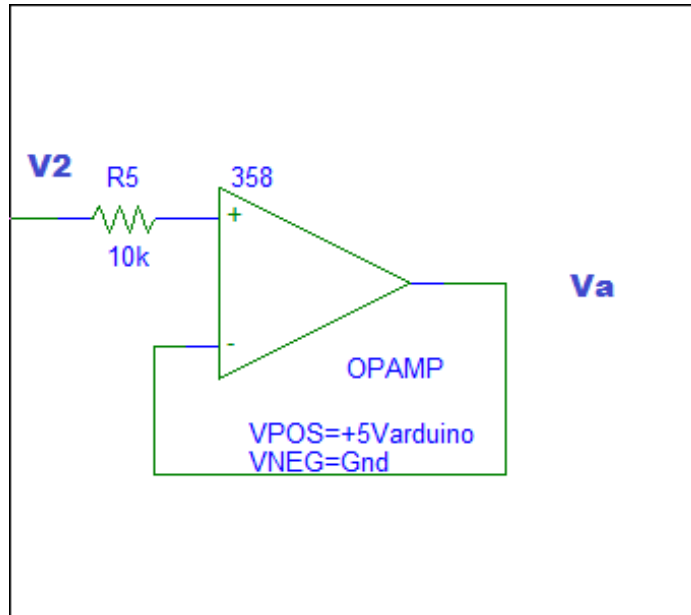 V2
R5
358
+
10k
Va
-
OPAMP
VPOS=+5Varduino
VNEG=Gnd